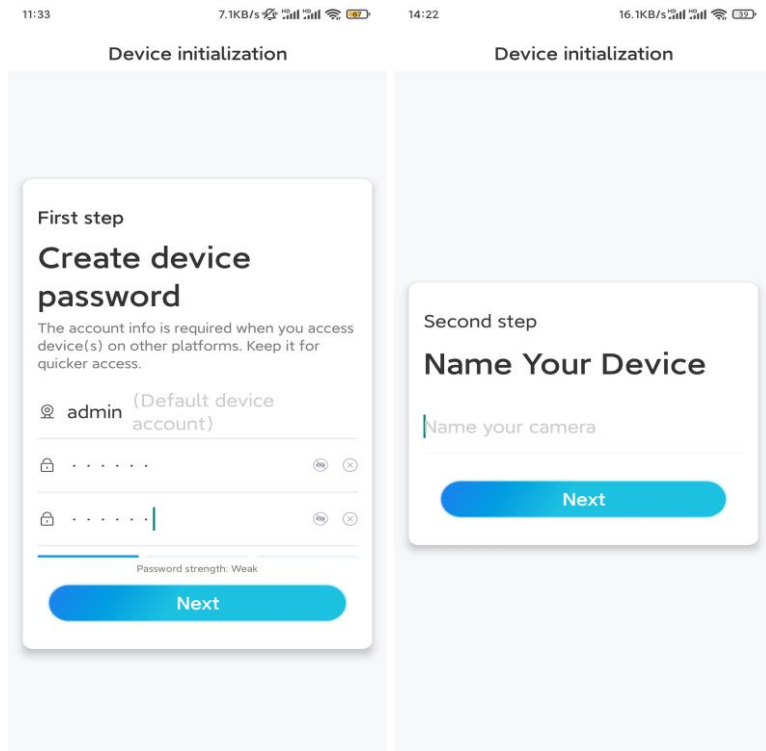 11:33
7.1KB/s
67
Device initialization
First step
Create device
password
The account info is required when you access
device(s) on other platforms. Keep it for
quicker access.
admin
(Default device
account)
Password strength: Weak
Next
14:22
16.1KB/s
39
Device initialization
Second step
Name Your Device
Name your camera
Next